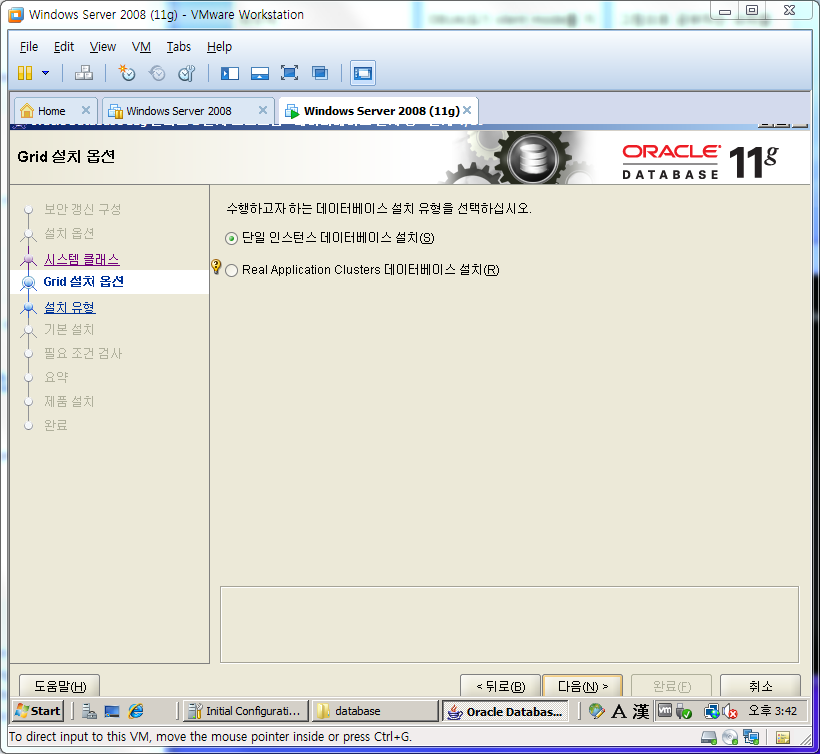 Windows Server 2008 (11g) - VMware Workstation
File Edit View VM Tabs Help
Home Windows Server 2008 Windows Server 2008 (11g)
Grid 설치 옵션
ORACLE
DATABASE 11g
보안 갱신 구성
설치 옵션
시스템 클래스
Grid 설치 옵션
설치 유형
기본 설치
필요 조건 검사
요약
제품 설치
완료
수행하고자 하는 데이터베이스 설치 유형을 선택하십시오.
단일 인스턴스 데이터베이스 설치(S)
Real Application Clusters 데이터베이스 설치(R)
도움말(H) < 뒤로(B) 다음(N) > 완료(F) 취소
Start Initial Configurati... database Oracle Databas... A 漢 vm 오후 3:42
To direct input to this VM, move the mouse pointer inside or press Ctrl+G.